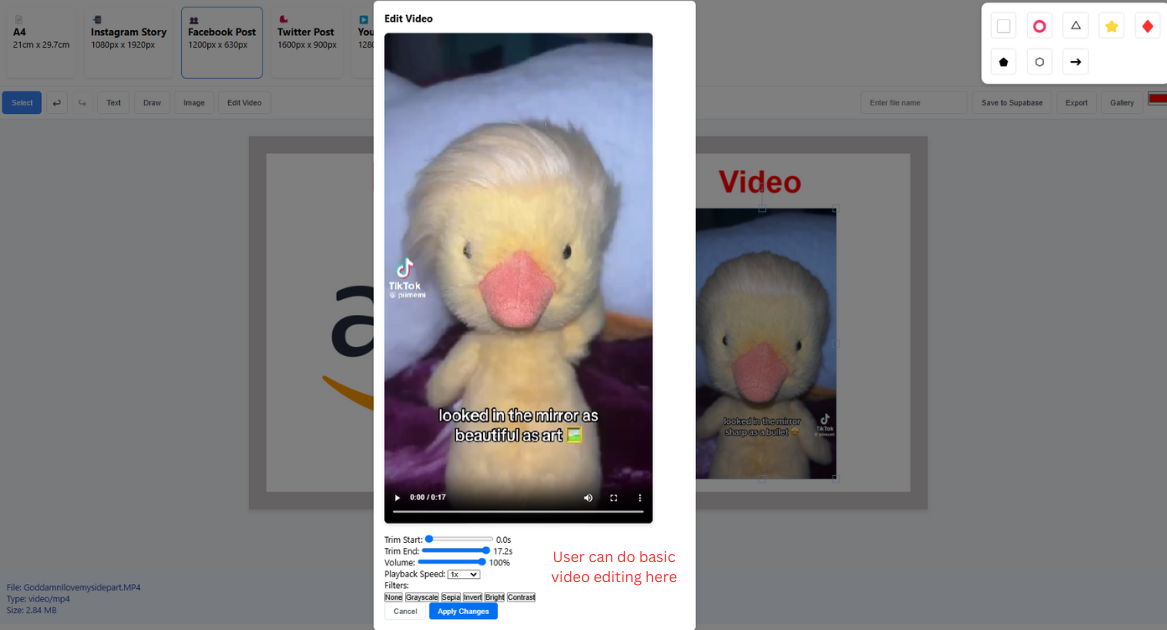 A4
21cm x 29.7cm
Instagram Story
1080px x 1920px
Facebook Post
1200px x 630px
Twitter Post
1600px x 900px
You
128
Select
Text
Draw
Image
Edit Video
Enter file name
Save to Supabase
Export
Gallery
Edit Video
TikTok
@ piimemi
looked in the mirror as
beautiful as art
0:00 / 0:17
Trim Start:
0.0s
Trim End:
17.2s
Volume:
100%
Playback Speed:
1x
Filters:
None Grayscale Sepia Invert Bright Contrast
Cancel
Apply Changes
User can do basic
video editing here
a
Video
looked in the mirror
sharp as a bullet
TikTok
File: GoddamnIlovemysidepart.MP4
Type: video/mp4
Size: 2.84 MB